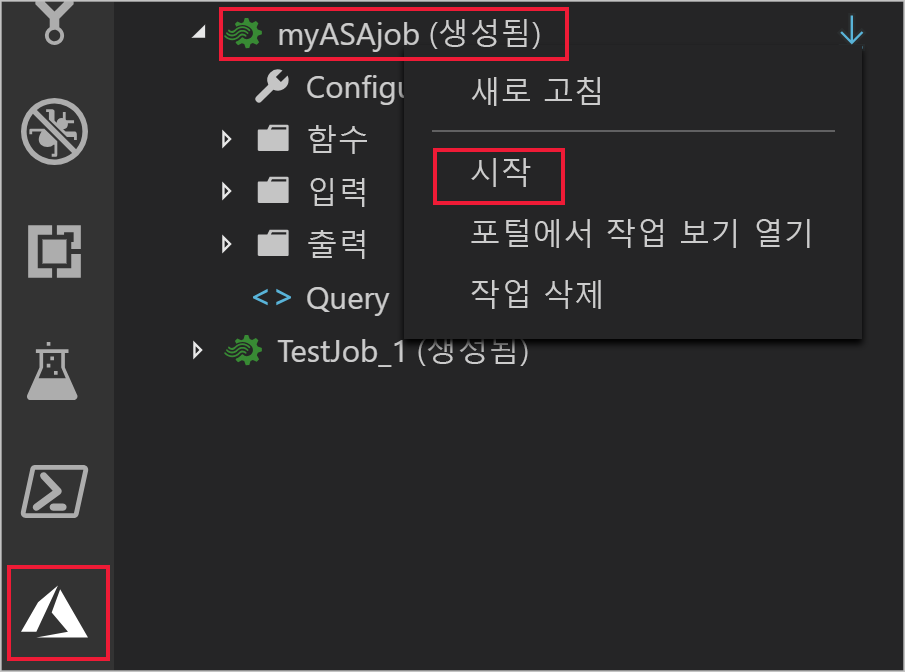 myASAjob (생성됨)
새로 고침
시작
함수
입력
포털에서 작업 보기 열기
출력
작업 삭제
Query
TestJob_1 (생성됨)